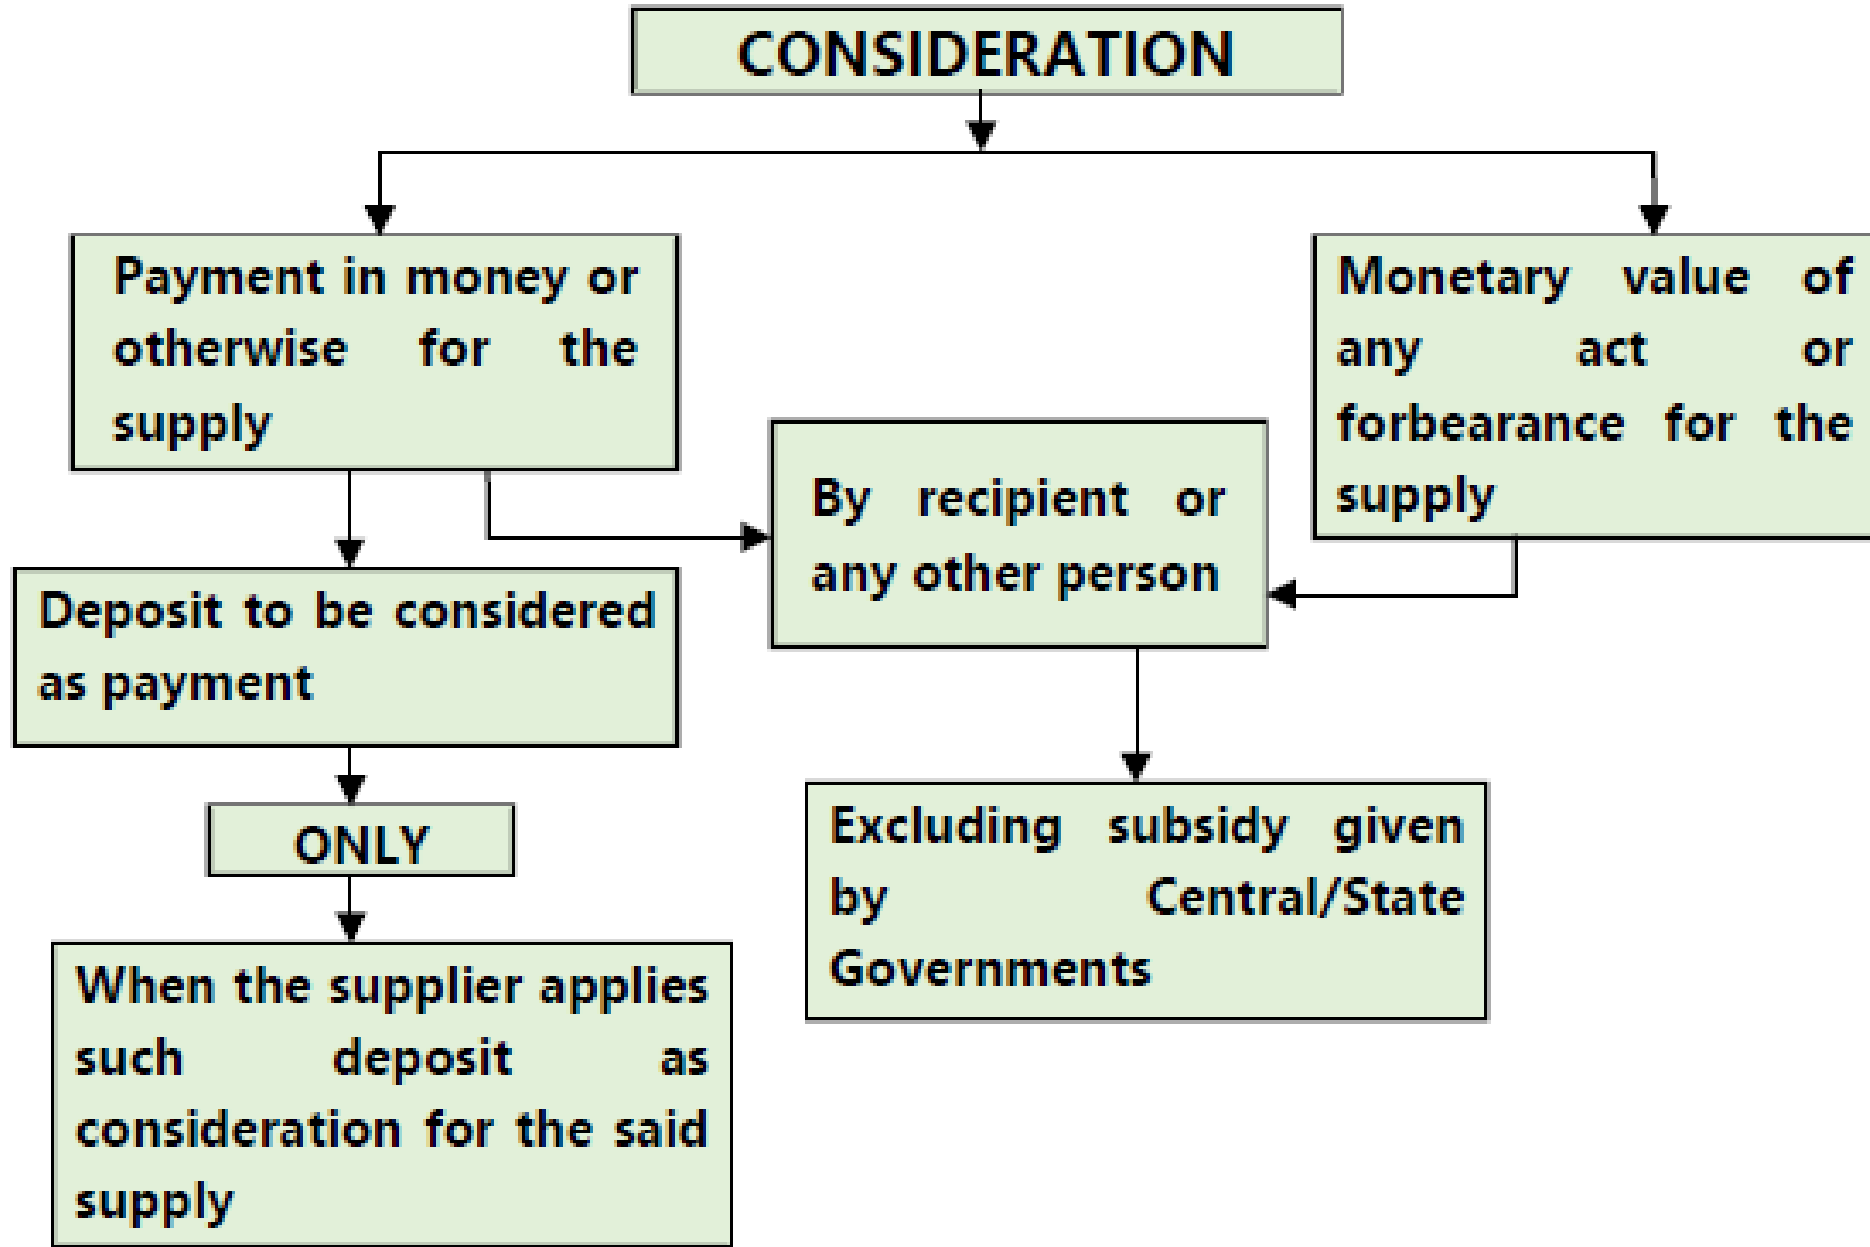 CONSIDERATION
Payment in money or
otherwise for the
supply
Monetary value of
any act or
forbearance for the
supply
By recipient or
any other person
Deposit to be considered
as payment
ONLY
Excluding subsidy given
by Central/State
Governments
When the supplier applies
such deposit as
consideration for the said
supply